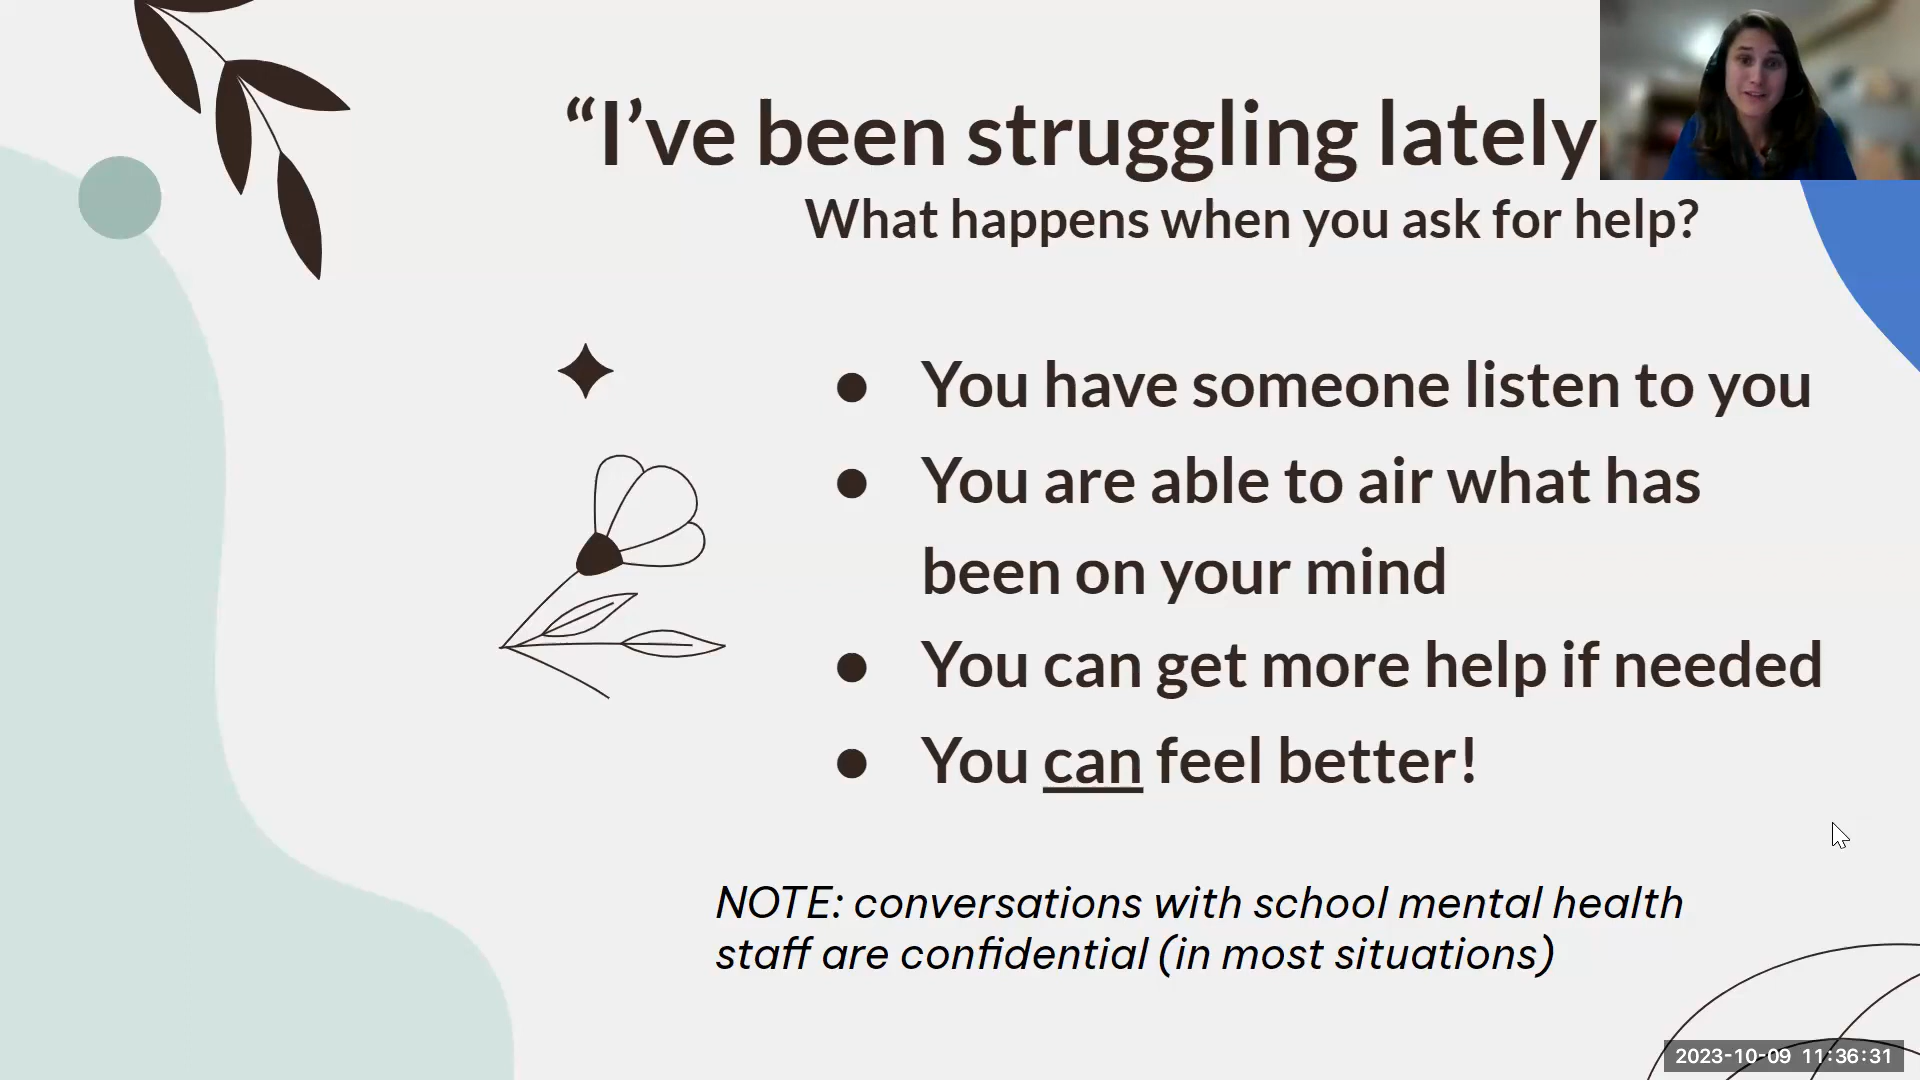 “I’ve been struggling lately
What happens when you ask for help?
● You have someone listen to you
● You are able to air what has
been on your mind
● You can get more help if needed
● You can feel better!
NOTE: conversations with school mental health
staff are confidential (in most situations)
2023-10-09 11:36:31